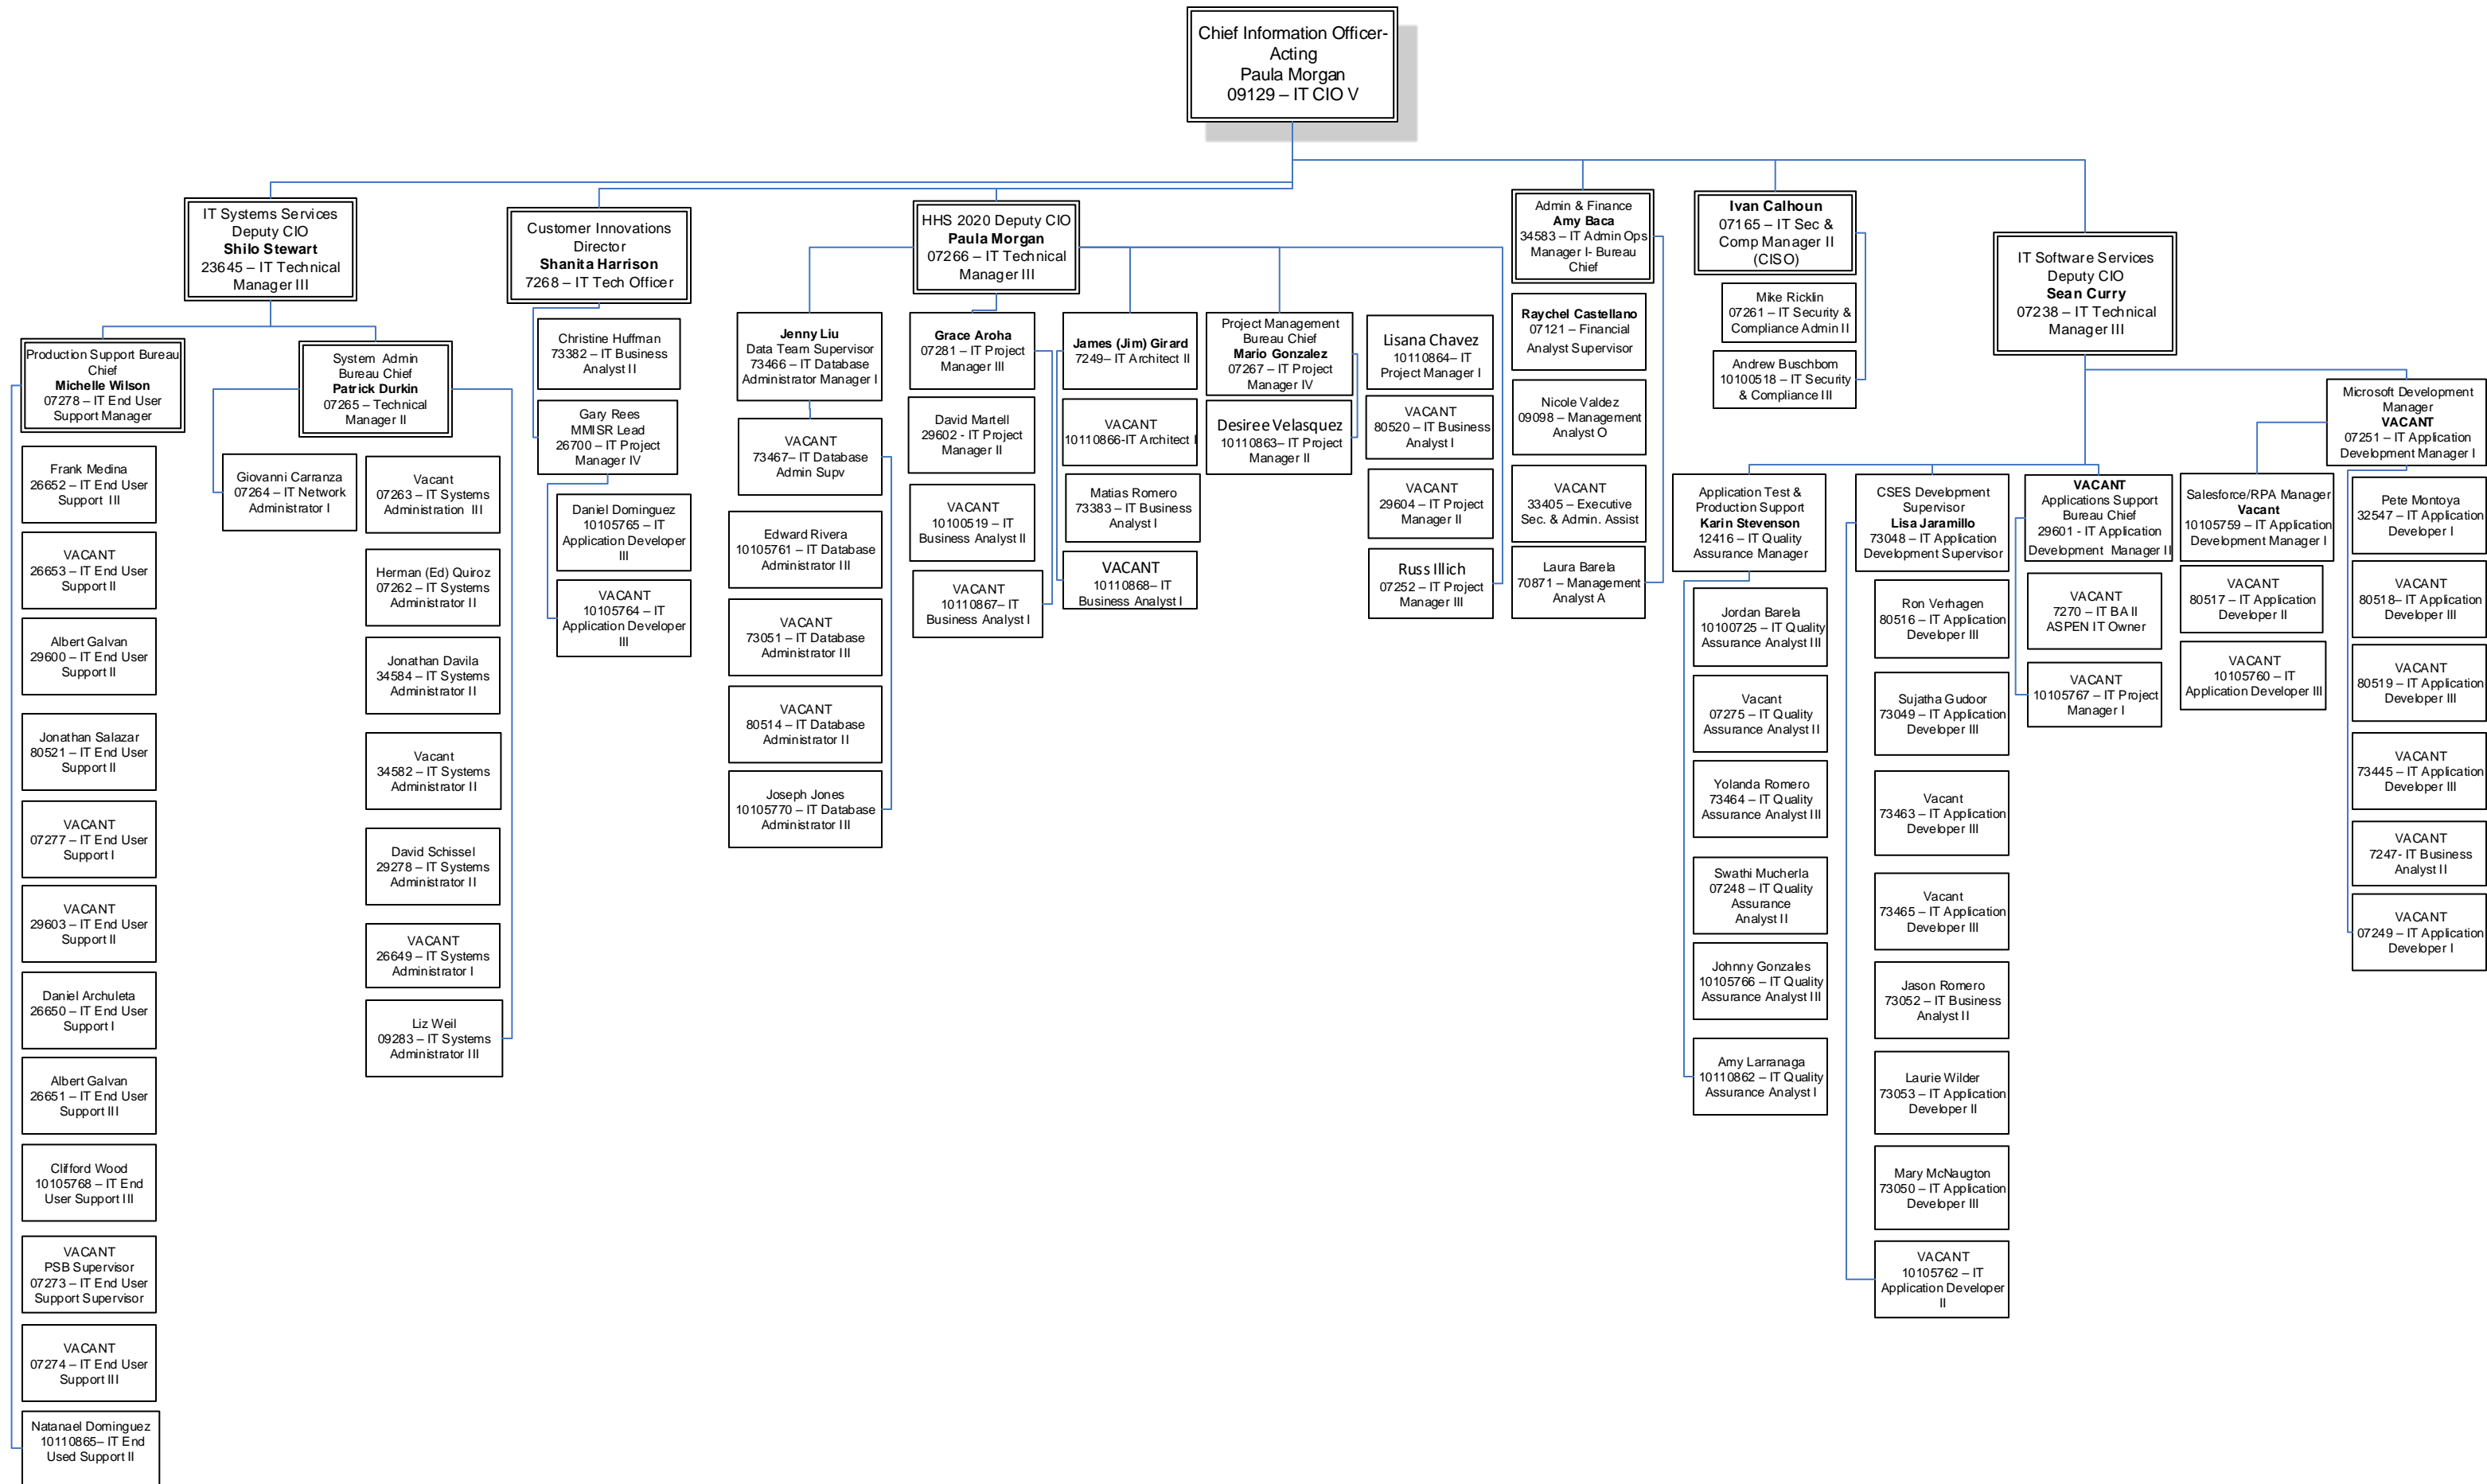 Chief Information Officer-
Acting
Paula Morgan
09129 – IT CIO V
IT Systems Services
Deputy CIO
Shilo Stewart
23645 – IT Technical
Manager III
Production Support Bureau
Chief
Michelle Wilson
07278 – IT End User
Support Manager
Frank Medina
26652 – IT End User
Support III
VACANT
26653 – IT End User
Support II
Albert Galvan
29600 – IT End User
Support II
Jonathan Salazar
80521 – IT End User
Support II
VACANT
07277 – IT End User
Support I
VACANT
29603 – IT End User
Support II
Daniel Archuleta
26650 – IT End User
Support I
Albert Galvan
26651 – IT End User
Support III
Clifford Wood
10105768 – IT End
User Support III
VACANT
PSB Supervisor
07273 – IT End User
Support Supervisor
VACANT
07274 – IT End User
Support III
Natanael Dominguez
10110865– IT End
Used Support II
System Admin
Bureau Chief
Patrick Durkin
07265 – Technical
Manager II
Giovanni Carranza
07264 – IT Network
Administrator I
Vacant
07263 – IT Systems
Administration III
Herman (Ed) Quiroz
07262 – IT Systems
Administrator II
Jonathan Davila
34584 – IT Systems
Administrator II
Vacant
34582 – IT Systems
Administrator II
David Schissel
29278 – IT Systems
Administrator II
VACANT
26649 – IT Systems
Administrator I
Liz Weil
09283 – IT Systems
Administrator III
Customer Innovations
Director
Shanita Harrison
7268 – IT Tech Officer
Christine Huffman
73382 – IT Business
Analyst II
Gary Rees
MMISR Lead
26700 – IT Project
Manager IV
Daniel Dominguez
10105765 – IT
Application Developer
III
VACANT
10105764 – IT
Application Developer
III
HHS 2020 Deputy CIO
Paula Morgan
07266 – IT Technical
Manager III
Jenny Liu
Data Team Supervisor
73466 – IT Database
Administrator Manager I
VACANT
73467– IT Database
Admin Supv
Edward Rivera
10105761 – IT Database
Administrator III
VACANT
73051 – IT Database
Administrator III
VACANT
80514 – IT Database
Administrator II
Joseph Jones
10105770 – IT Database
Administrator III
Grace Aroha
07281 – IT Project
Manager III
David Martell
29602 - IT Project
Manager II
VACANT
10100519 – IT
Business Analyst II
VACANT
10110867– IT
Business Analyst I
James (Jim) Girard
7249– IT Architect II
VACANT
10110866-IT Architect I
Matias Romero
73383 – IT Business
Analyst I
VACANT
10110868– IT
Business Analyst I
Project Management
Bureau Chief
Mario Gonzalez
07267 – IT Project
Manager IV
Desiree Velasquez
10110863– IT Project
Manager II
Lisana Chavez
10110864– IT
Project Manager I
VACANT
80520 – IT Business
Analyst I
VACANT
29604 – IT Project
Manager II
Russ Illich
07252 – IT Project
Manager III
Admin & Finance
Amy Baca
34583 – IT Admin Ops
Manager I- Bureau
Chief
Raychel Castellano
07121 – Financial
Analyst Supervisor
Nicole Valdez
09098 – Management
Analyst O
VACANT
33405 – Executive
Sec. & Admin. Assist
Laura Barela
70871 – Management
Analyst A
Ivan Calhoun
07165 – IT Sec &
Comp Manager II
(CISO)
Mike Ricklin
07261 – IT Security &
Compliance Admin II
Andrew Buschbom
10100518 – IT Security
& Compliance III
IT Software Services
Deputy CIO
Sean Curry
07238 – IT Technical
Manager III
Application Test &
Production Support
Karin Stevenson
12416 – IT Quality
Assurance Manager
Jordan Barela
10100725 – IT Quality
Assurance Analyst III
Vacant
07275 – IT Quality
Assurance Analyst II
Yolanda Romero
73464 – IT Quality
Assurance Analyst III
Swathi Mucherla
07248 – IT Quality
Assurance
Analyst II
Johnny Gonzales
10105766 – IT Quality
Assurance Analyst III
Amy Larranaga
10110862 – IT Quality
Assurance Analyst I
CSES Development
Supervisor
Lisa Jaramillo
73048 – IT Application
Development Supervisor
Ron Verhagen
80516 – IT Application
Developer III
Sujatha Gudoor
73049 – IT Application
Developer III
Vacant
73463 – IT Application
Developer III
Vacant
73465 – IT Application
Developer III
Jason Romero
73052 – IT Business
Analyst II
Laurie Wilder
73053 – IT Application
Developer II
Mary McNaugton
73050 – IT Application
Developer III
VACANT
10105762 – IT
Application Developer
II
VACANT
Applications Support
Bureau Chief
29601 - IT Application
Development Manager II
VACANT
7270 – IT BA II
ASPEN IT Owner
VACANT
10105767 – IT Project
Manager I
Microsoft Development
Manager
VACANT
07251 – IT Application
Development Manager I
Salesforce/RPA Manager
Vacant
10105759 – IT Application
Development Manager I
VACANT
80517 – IT Application
Developer II
VACANT
10105760 – IT
Application Developer III
Pete Montoya
32547 – IT Application
Developer I
VACANT
80518– IT Application
Developer III
VACANT
80519 – IT Application
Developer III
VACANT
73445 – IT Application
Developer III
VACANT
7247- IT Business
Analyst II
VACANT
07249 – IT Application
Developer I